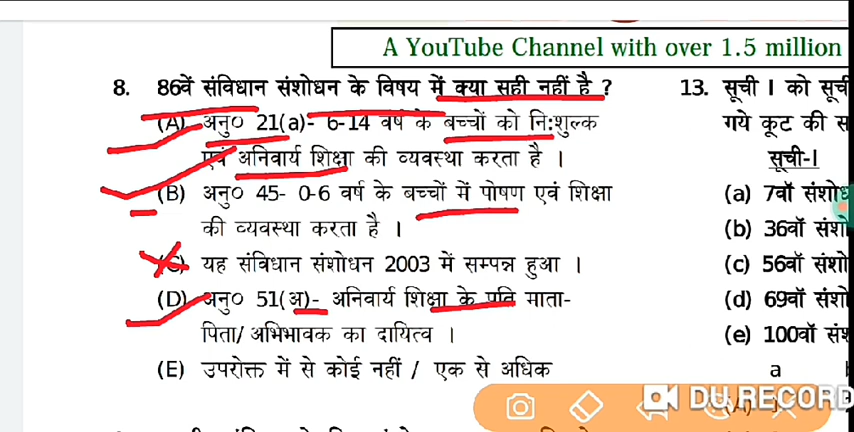 A YouTube Channel with over 1.5 million
8. 86वें संविधान संशोधन के विषय में क्या सही नहीं है ?
(A) अनु० 21(a)- 6-14 वर्ष के बच्चों को नि:शुल्क
एवं अनिवार्य शिक्षा की व्यवस्था करता है ।
(B) अनु० 45- 0-6 वर्ष के बच्चों में पोषण एवं शिक्षा
की व्यवस्था करता है ।
(C) यह संविधान संशोधन 2003 में सम्पन्न हुआ ।
(D) अनु० 51(अ)- अनिवार्य शिक्षा के प्रति माता-
पिता/ अभिभावक का दायित्व ।
(E) उपरोक्त में से कोई नहीं / एक से अधिक
13. सूची I को सूची
गये कूट की स
सूची-I
(a) 7वॉ संशोध
(b) 36वॉ संशो
(c) 56वॉ संशो
(d) 69वॉ संशो
(e) 100वॉ संश
a
(A)
DU RECORD